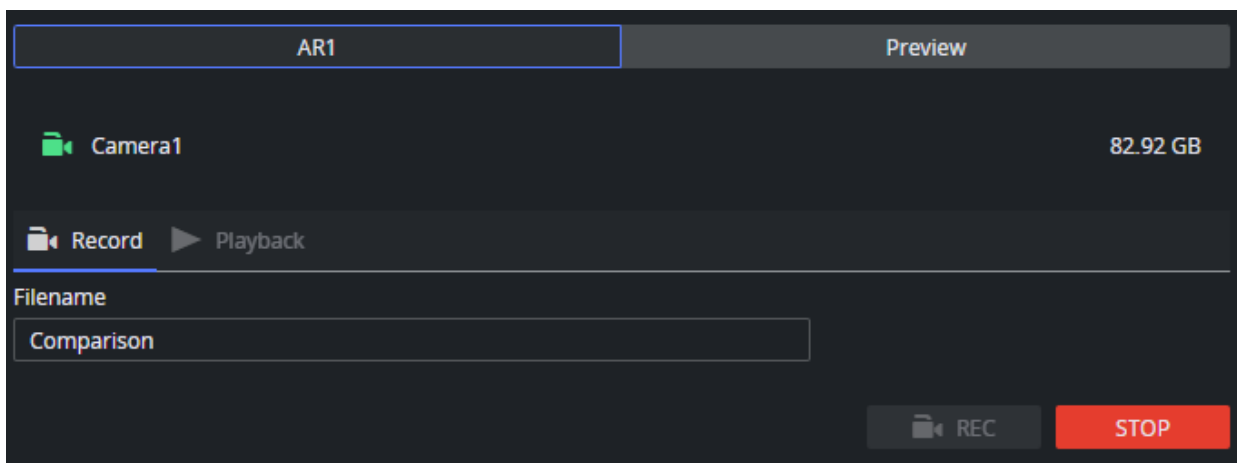 AR1 Preview
Camera1 82.92 GB
Record Playback
Filename
Comparison
REC STOP